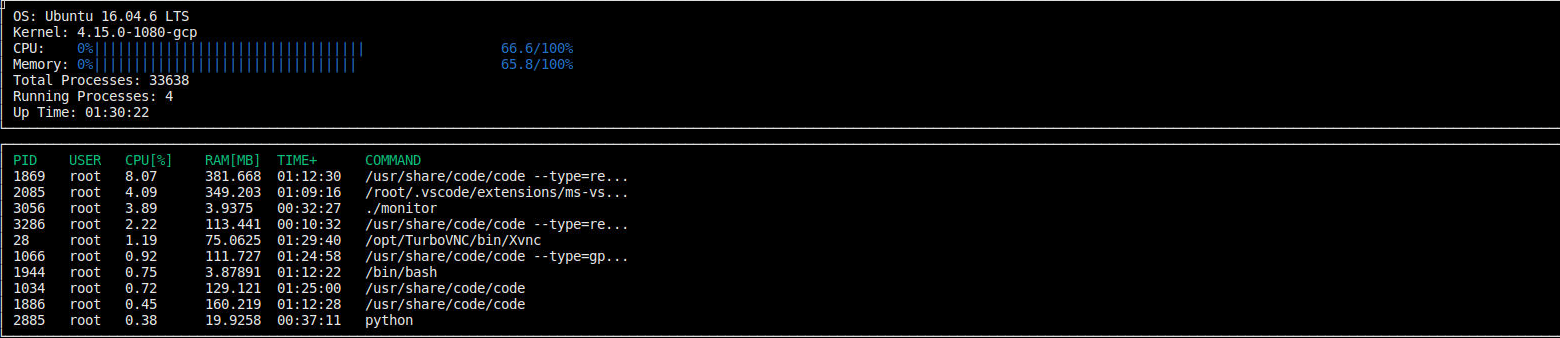 OS: Ubuntu 16.04.6 LTS
Kernel: 4.15.0-1080-gcp
CPU: 0%|||||||||||||||||||||||||||||||||| 66.6/100%
Memory: 0%||||||||||||||||||||||||||||||||| 65.8/100%
Total Processes: 33638
Running Processes: 4
Up Time: 01:30:22
PID USER CPU[%] RAM[MB] TIME+ COMMAND
1869 root 8.07 381.668 01:12:30 /usr/share/code/code --type=re...
2085 root 4.09 349.203 01:09:16 /root/.vscode/extensions/ms-vs...
3056 root 3.89 3.9375 00:32:27 ./monitor
3286 root 2.22 113.441 00:10:32 /usr/share/code/code --type=re...
28 root 1.19 75.0625 01:29:40 /opt/TurboVNC/bin/Xvnc
1066 root 0.92 111.727 01:24:58 /usr/share/code/code --type=gp...
1944 root 0.75 3.87891 01:12:22 /bin/bash
1034 root 0.72 129.121 01:25:00 /usr/share/code/code
1886 root 0.45 160.219 01:12:28 /usr/share/code/code
2885 root 0.38 19.9258 00:37:11 python